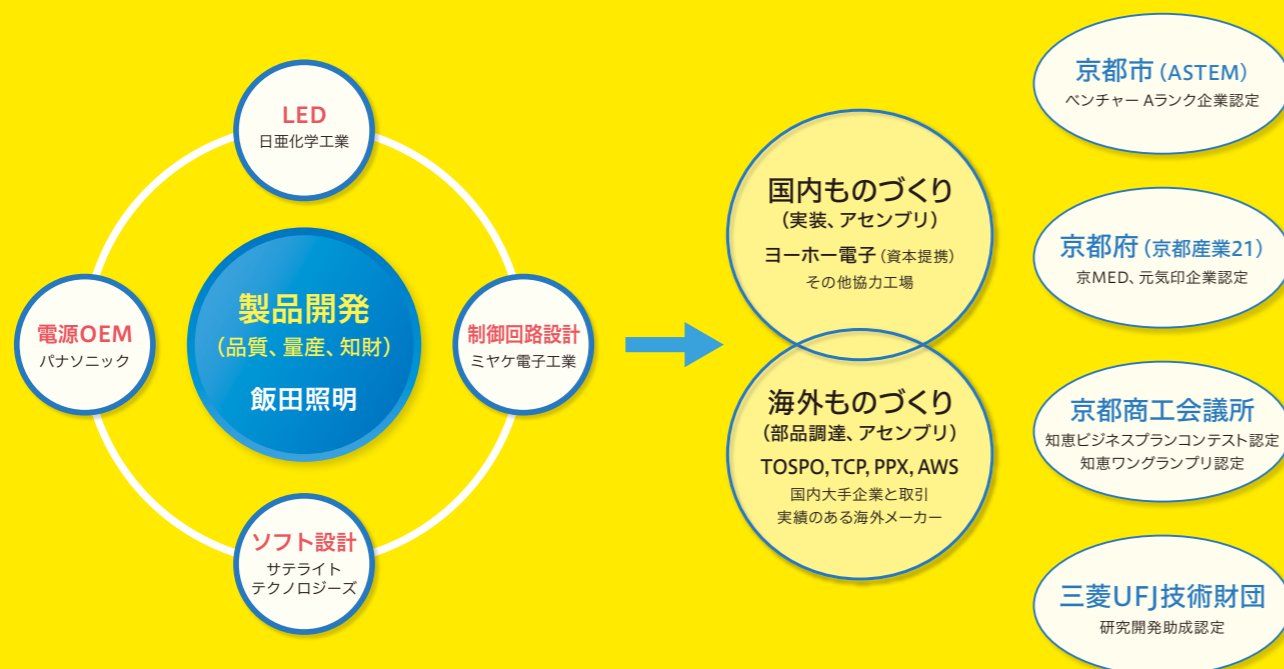 LED
日亜化学工業
電源OEM
パナソニック
製品開発
(品質、量産、知財)
飯田照明
制御回路設計
ミヤケ電子工業
ソフト設計
サテライト
テクノロジーズ
国内ものづくり
(実装、アセンブリ)
ヨーホー電子(資本提携)
その他協力工場
海外ものづくり
(部品調達、アセンブリ)
TOSPO, TCP, PPX, AWS
国内大手企業と取引
実績のある海外メーカー
京都市(ASTEM)
ベンチャー Aランク企業認定
京都府(京都産業21)
京MED、元気印企業認定
京都商工会議所
知恵ビジネスプランコンテスト認定
知恵ワングランプリ認定
三菱UFJ技術財団
研究開発助成認定